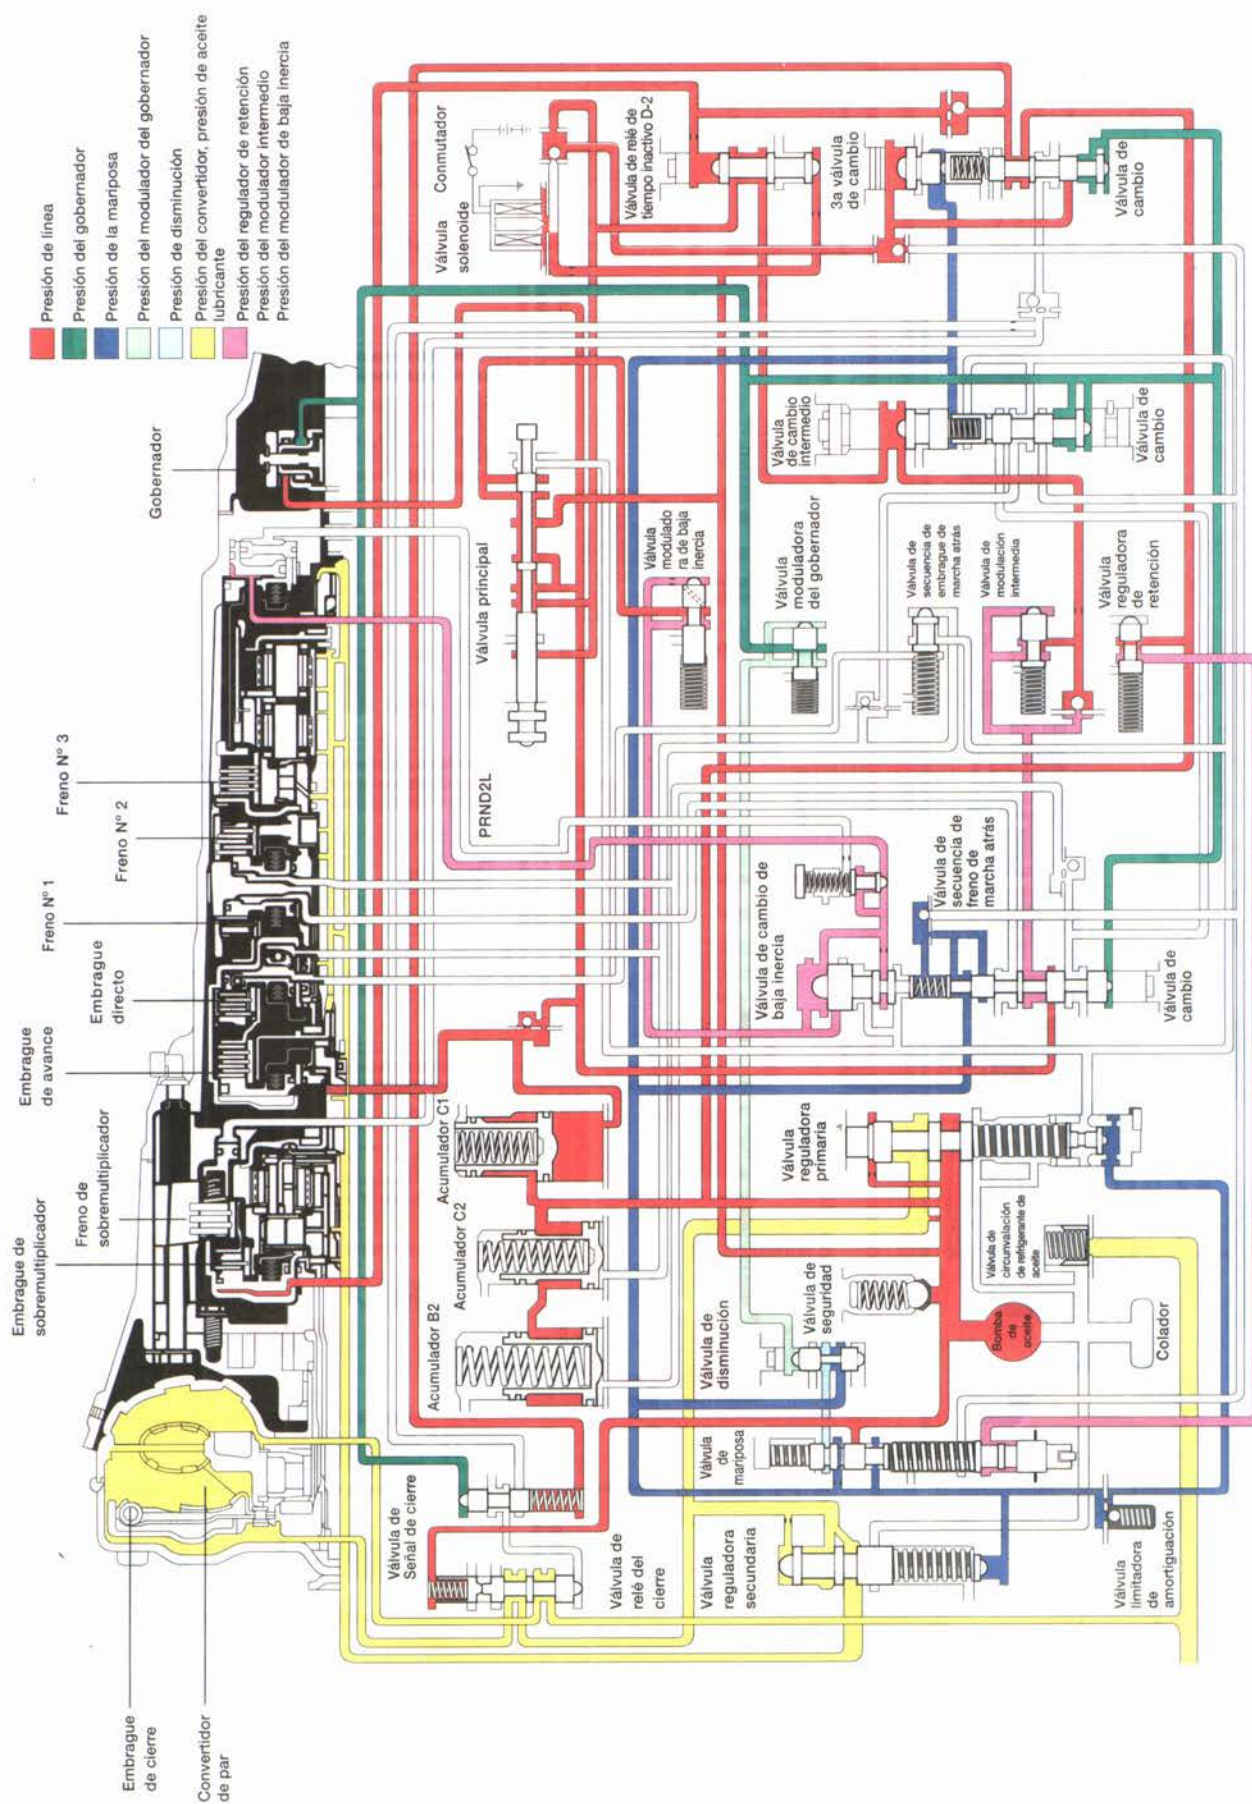 Embrague
de cierre
Convertidor
de par
Embrague de
sobremultiplicador
Freno de
sobremultiplicador
Embrague
de avance
Embrague
directo
Freno Nº 1
Freno Nº 2
Freno Nº 3
Gobernador
Presión de línea
Presión del gobernador
Presión de la mariposa
Presión del modulador del gobernador
Presión de disminución
Presión del convertidor, presión de aceite
lubricante
Presión del regulador de retención
Presión del modulador intermedio
Presión del modulador de baja inercia
Válvula de
Señal de cierre
Acumulador B2
Acumulador C2
Acumulador C1
PRND2L
Válvula principal
Válvula
solenoide
Conmutador
Válvula de
relé del
cierre
Válvula
modulado
ra de baja
inercia
Válvula de relé de
tiempo inactivo D-2
Válvula
reguladora
secundaria
Válvula
de
mariposa
Válvula de
disminución
Válvula de
seguridad
Válvula
reguladora
primaria
Válvula de cambio de
baja inercia
Válvula
moduladora
del gobernador
Válvula
de cambio
intermedio
3a válvula
de cambio
Válvula de
secuencia de
embrague de
marcha atrás
Válvula de
secuencia de
freno de
marcha atrás
Válvula de
modulación
intermedia
Válvula de
circunvalación
de refrigerante de
aceite
Bomba
de
aceite
Válvula
reguladora
de
retención
Válvula de
cambio
Válvula de
cambio
Válvula
limitadora
de
amortiguación
Colador
Válvula de
cambio